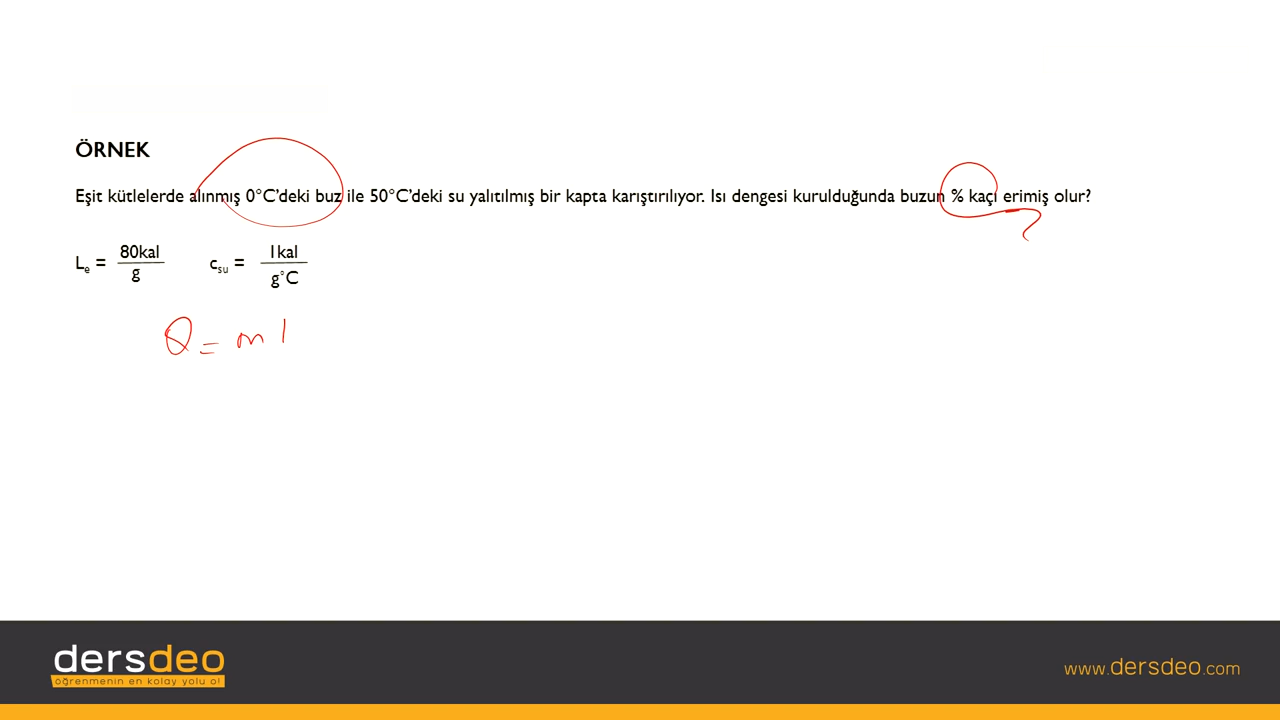 ÖRNEK
Eşit kütlelerde alınmış 0°C'deki buz ile 50°C'deki su yalıtılmış bir kapta karıştırılıyor. Isı dengesi kurulduğunda buzun % kaçı erimiş olur?
Le = 80kal/g csu = 1kal/g°C
Q = m l
dersdeo
öğrenmenin en kolay yolu o!
www.dersdeo.com